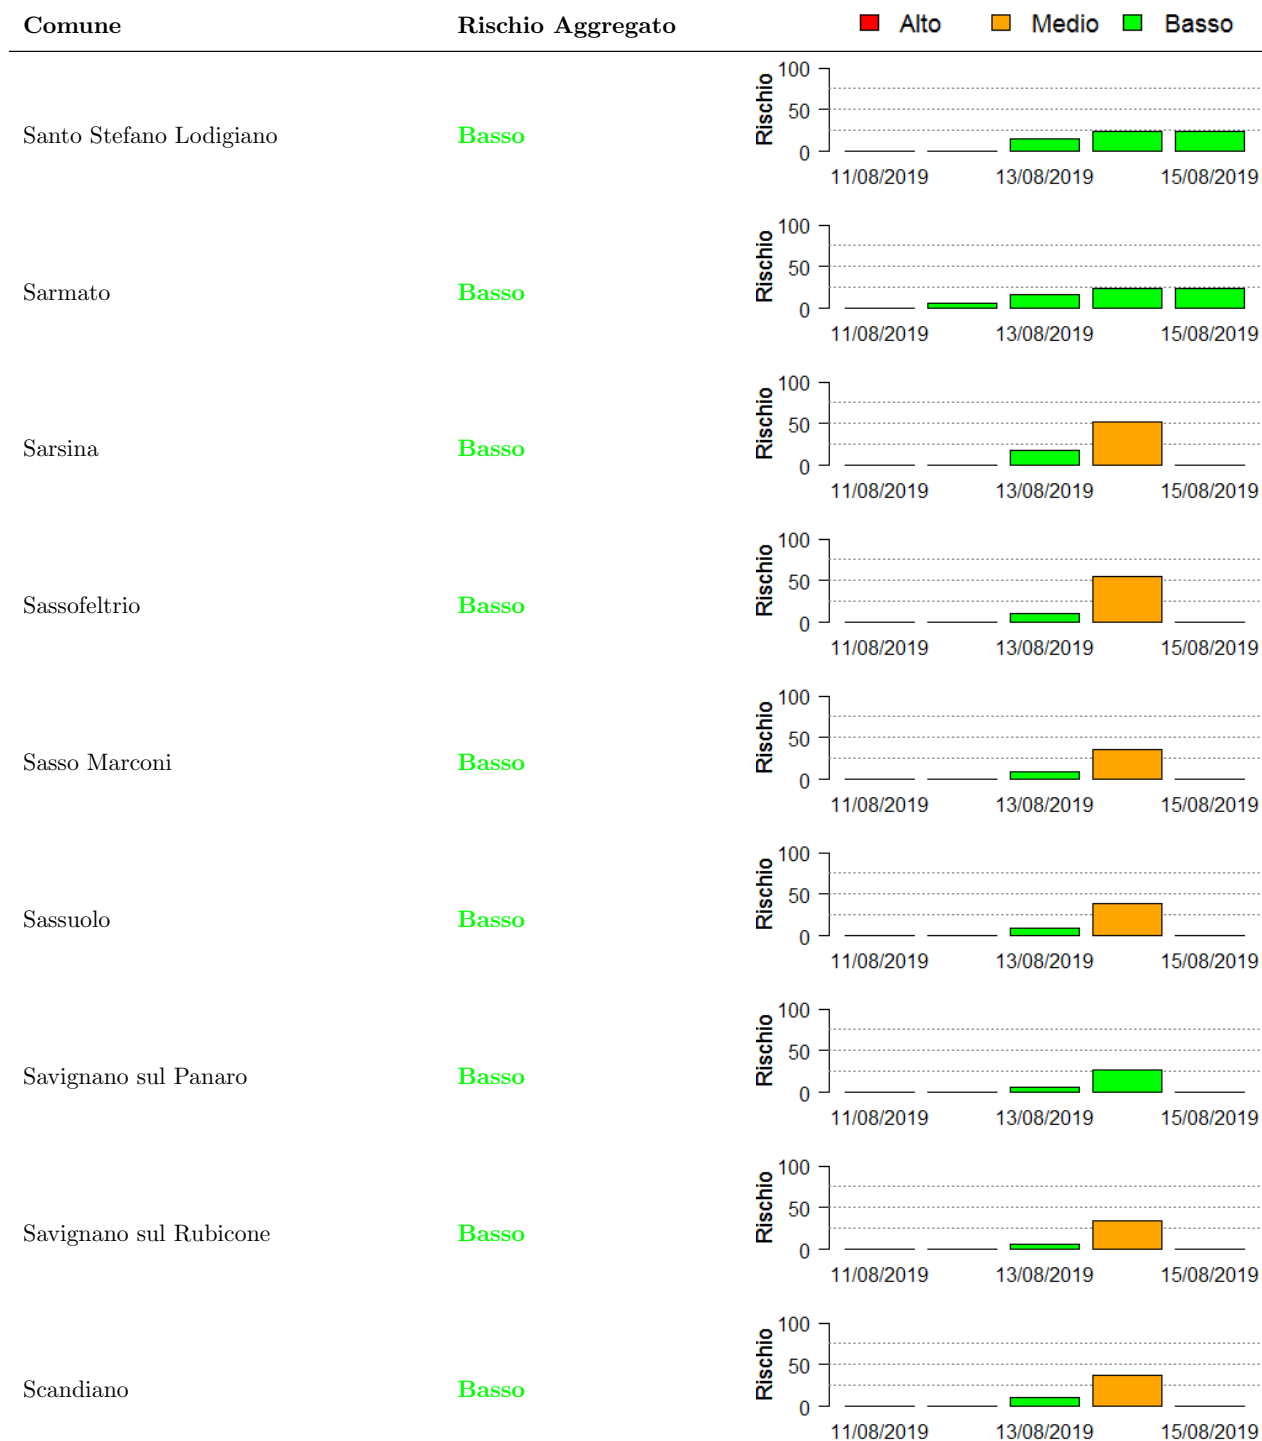 Comune Rischio Aggregato Alto Medio Basso
Santo Stefano Lodigiano Basso Rischio 100 50 0
11/08/2019 13/08/2019 15/08/2019
Sarmato Basso Rischio 100 50 0
11/08/2019 13/08/2019 15/08/2019
Sarsina Basso Rischio 100 50 0
11/08/2019 13/08/2019 15/08/2019
Sassofeltrio Basso Rischio 100 50 0
11/08/2019 13/08/2019 15/08/2019
Sasso Marconi Basso Rischio 100 50 0
11/08/2019 13/08/2019 15/08/2019
Sassuolo Basso Rischio 100 50 0
11/08/2019 13/08/2019 15/08/2019
Savignano sul Panaro Basso Rischio 100 50 0
11/08/2019 13/08/2019 15/08/2019
Savignano sul Rubicone Basso Rischio 100 50 0
11/08/2019 13/08/2019 15/08/2019
Scandiano Basso Rischio 100 50 0
11/08/2019 13/08/2019 15/08/2019